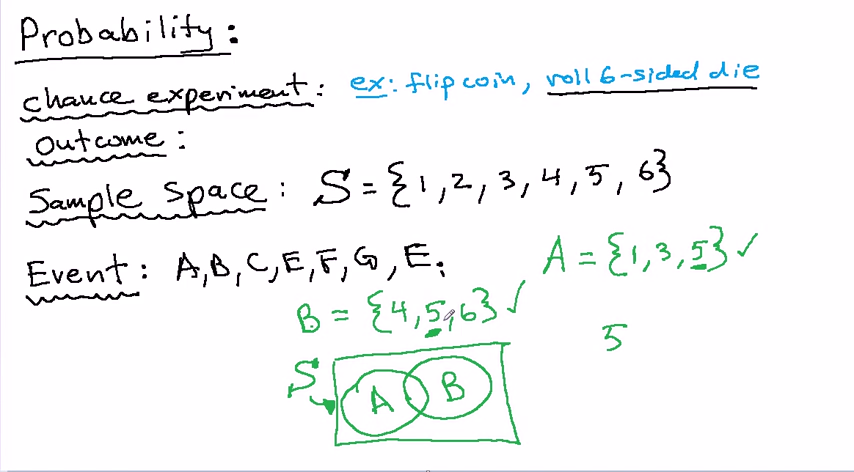 Probability:
chance experiment: ex: flip coin, roll 6-sided die
Outcome:
Sample Space: S = {1, 2, 3, 4, 5, 6}
Event: A, B, C, E, F, G, E; A = {1, 3, 5} ✓
B = {4, 5, 6} ✓
5
S A B